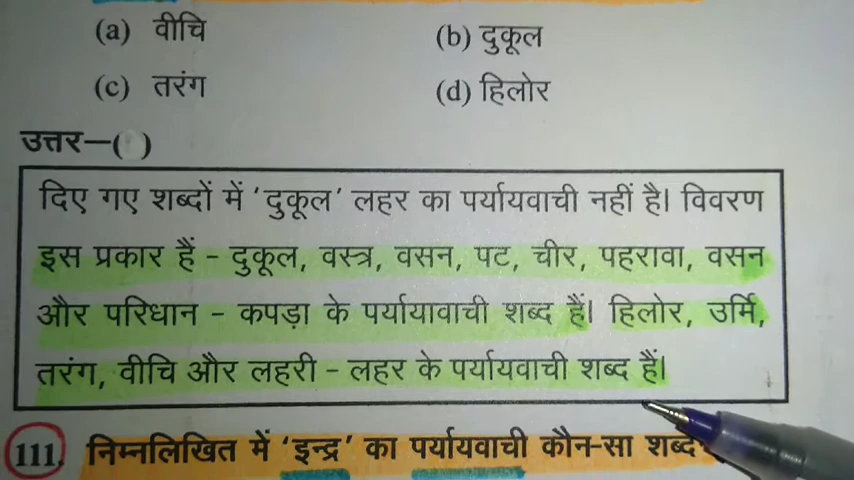 (a) वीचि (b) दुकूल
(c) तरंग (d) हिलोर
उत्तर–( )
दिए गए शब्दों में 'दुकूल' लहर का पर्यायवाची नहीं है। विवरण
इस प्रकार हैं - दुकूल, वस्त्र, वसन, पट, चीर, पहरावा, वसन
और परिधान - कपड़ा के पर्यायावाची शब्द हैं। हिलोर, उर्मि,
तरंग, वीचि और लहरी - लहर के पर्यायवाची शब्द हैं।
111. निम्नलिखित में 'इन्द्र' का पर्यायवाची कौन-सा शब्द